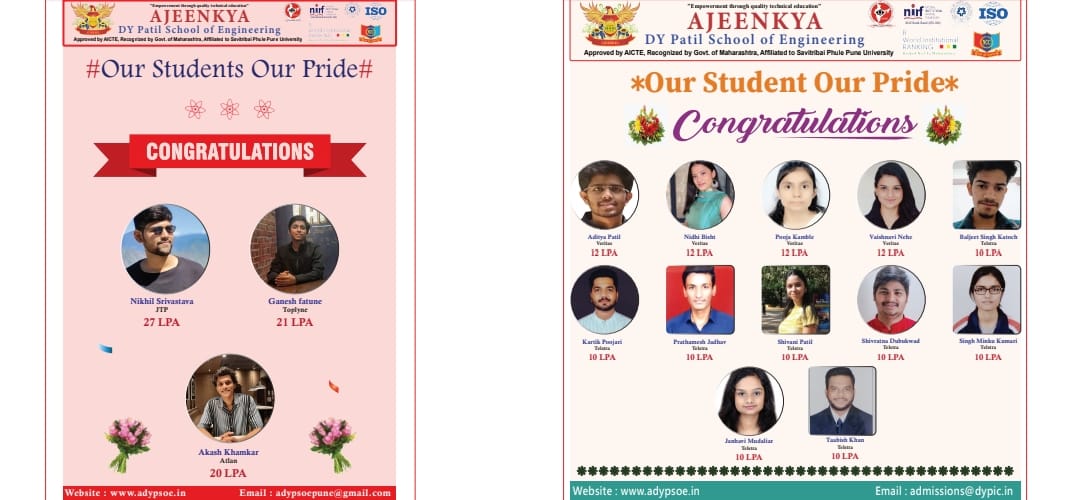 "Empowerment through quality technical education"
AJEENKYA
DY Patil School of Engineering
Approved by AICTE, Recognized by Govt. of Maharashtra, Affiliated to Savitribai Phule Pune University
nirf
ISO
#Our Students Our Pride#
CONGRATULATIONS
Nikhil Srivastava
JTP
27 LPA
Ganesh fatune
Toplyne
21 LPA
Akash Khamkar
Atlan
20 LPA
Website : www.adypsoe.in
Email : adypsoepune@gmail.com
"Empowerment through quality technical education"
AJEENKYA
DY Patil School of Engineering
Approved by AICTE, Recognized by Govt. of Maharashtra, Affiliated to Savitribai Phule Pune University
nirf
ISO
World Institutional
RANKING
*Our Student Our Pride*
Congratulations
Aditya Patil
Veritas
12 LPA
Nidhi Bisht
Veritas
12 LPA
Pooja Kamble
Veritas
12 LPA
Vaishnavi Nehe
Veritas
12 LPA
Baljeet Singh Katoch
Telstra
10 LPA
Kartik Poojari
Telstra
10 LPA
Prathamesh Jadhav
Telstra
10 LPA
Shivani Patil
Telstra
10 LPA
Shivratna Dubukwad
Telstra
10 LPA
Singh Minku Kumari
Telstra
10 LPA
Janhavi Mudaliar
Telstra
10 LPA
Taabish Khan
Telstra
10 LPA
Website : www.adypsoe.in
Email : admissions@dypic.in